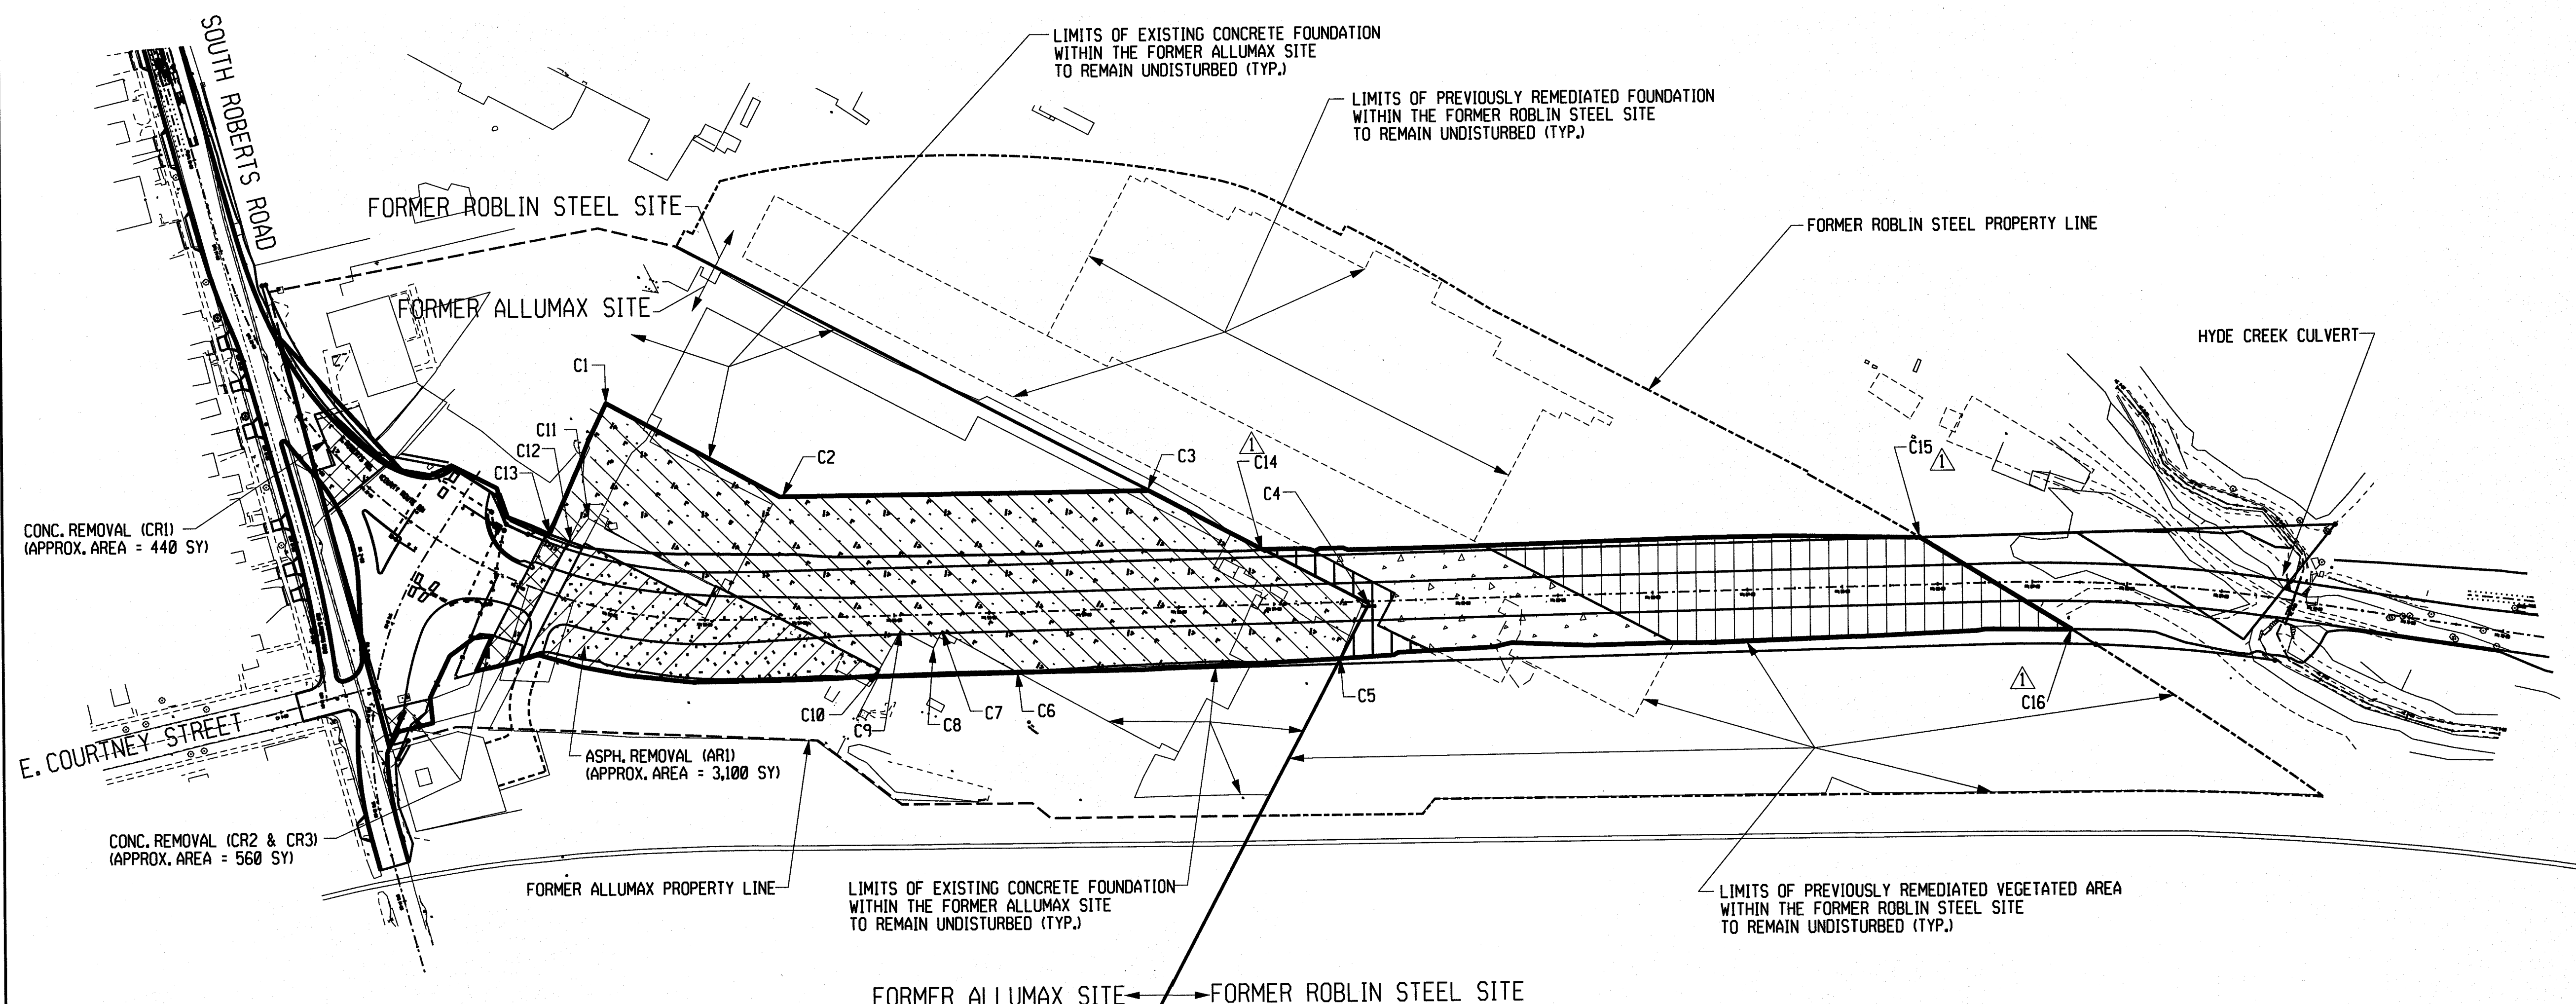 SOUTH ROBERTS ROAD
LIMITS OF EXISTING CONCRETE FOUNDATION
WITHIN THE FORMER ALLUMAX SITE
TO REMAIN UNDISTURBED (TYP.)
LIMITS OF PREVIOUSLY REMEDIATED FOUNDATION
WITHIN THE FORMER ROBLIN STEEL SITE
TO REMAIN UNDISTURBED (TYP.)
FORMER ROBLIN STEEL SITE
FORMER ROBLIN STEEL PROPERTY LINE
FORMER ALLUMAX SITE
HYDE CREEK CULVERT
C1
C11
C12
C13
C2
C3
1
C14
C4
C15
1
CONC. REMOVAL (CR1)
(APPROX. AREA = 440 SY)
C10
C9
C8
C7
C6
C5
1
C16
E. COURTNEY STREET
ASPH. REMOVAL (AR1)
(APPROX. AREA = 3,100 SY)
CONC. REMOVAL (CR2 & CR3)
(APPROX. AREA = 560 SY)
FORMER ALLUMAX PROPERTY LINE
LIMITS OF EXISTING CONCRETE FOUNDATION
WITHIN THE FORMER ALLUMAX SITE
TO REMAIN UNDISTURBED (TYP.)
LIMITS OF PREVIOUSLY REMEDIATED VEGETATED AREA
WITHIN THE FORMER ROBLIN STEEL SITE
TO REMAIN UNDISTURBED (TYP.)
FORMER ALLUMAX SITE
FORMER ROBLIN STEEL SITE